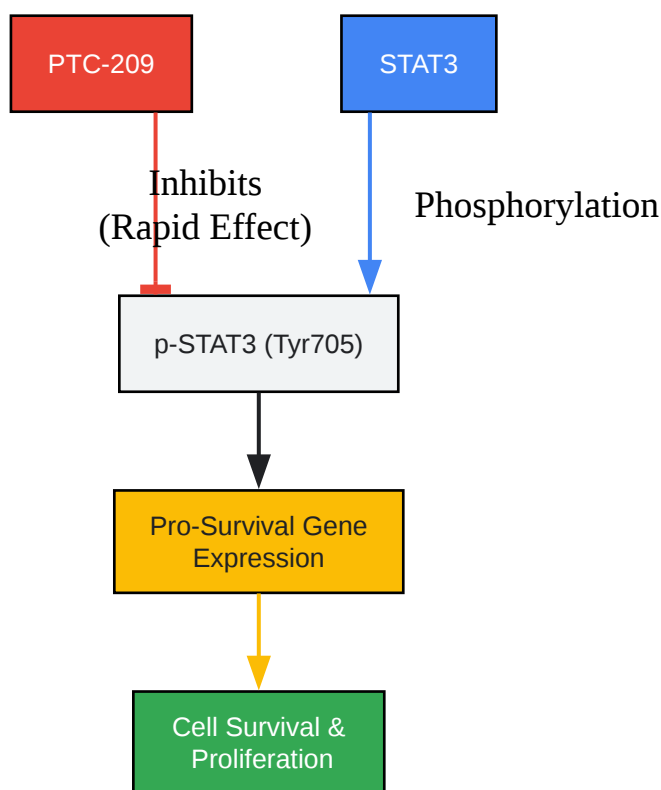 PTC-209
STAT3
Inhibits
(Rapid Effect)
Phosphorylation
p-STAT3 (Tyr705)
Pro-Survival Gene
Expression
Cell Survival &
Proliferation